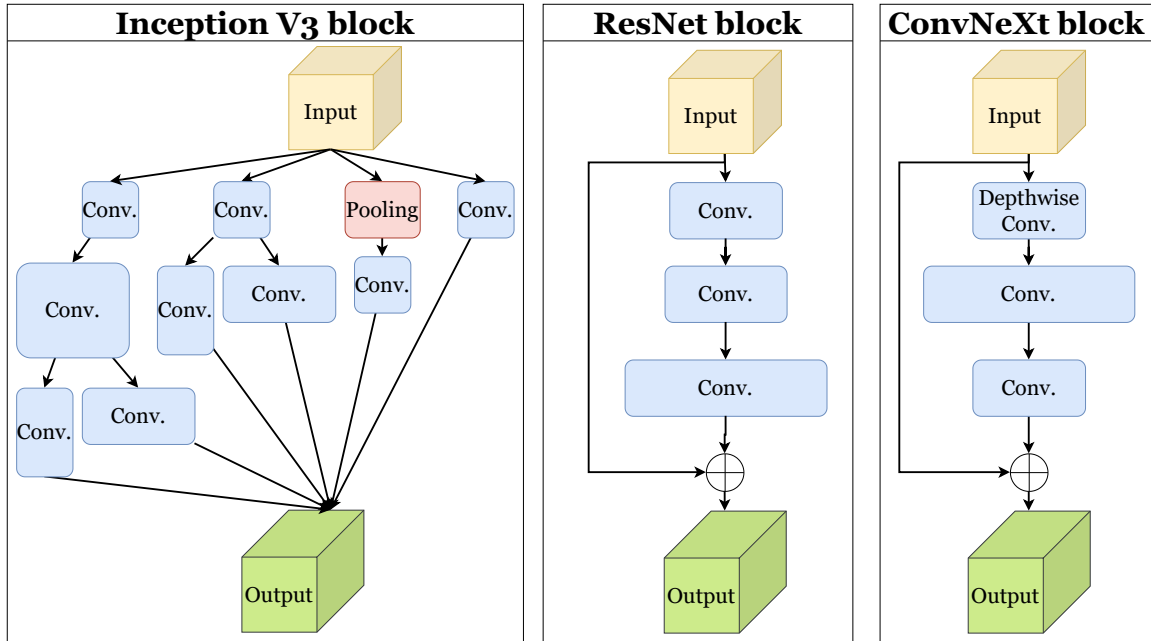 Inception V3 block
Input
Conv.
Conv.
Pooling
Conv.
Conv.
Conv.
Conv.
Conv.
Conv.
Conv.
Output
ResNet block
Input
Conv.
Conv.
Conv.
Output
ConvNeXt block
Input
Depthwise
Conv.
Conv.
Conv.
Output